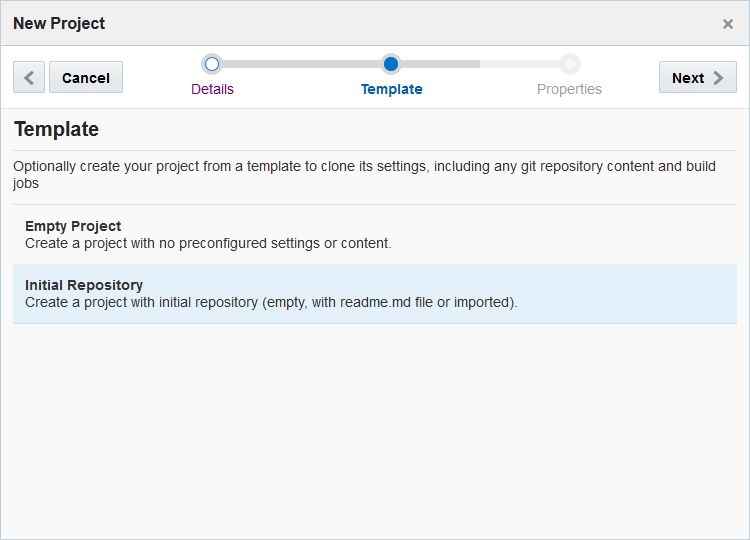 New Project
Cancel
Next
Details
Template
Properties
Template
Optionally create your project from a template to clone its settings, including any git repository content and build
jobs
Empty Project
Create a project with no preconfigured settings or content.
Initial Repository
Create a project with initial repository (empty, with readme.md file or imported).